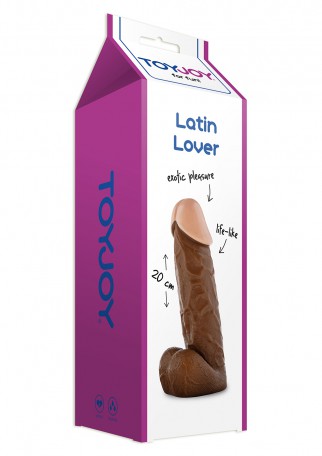 TOYJOY
for fun!
Latin
Lover
exotic pleasure
life-like
20 cm
TOYJOY